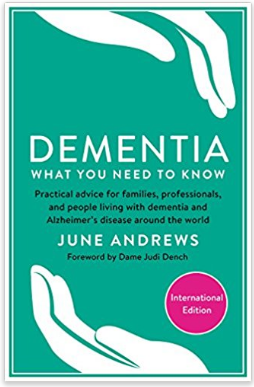 DEMENTIA
WHAT YOU NEED TO KNOW
Practical advice for families, professionals,
and people living with dementia and
Alzheimer's disease around the world
JUNE ANDREWS
Foreword by Dame Judi Dench
International
Edition